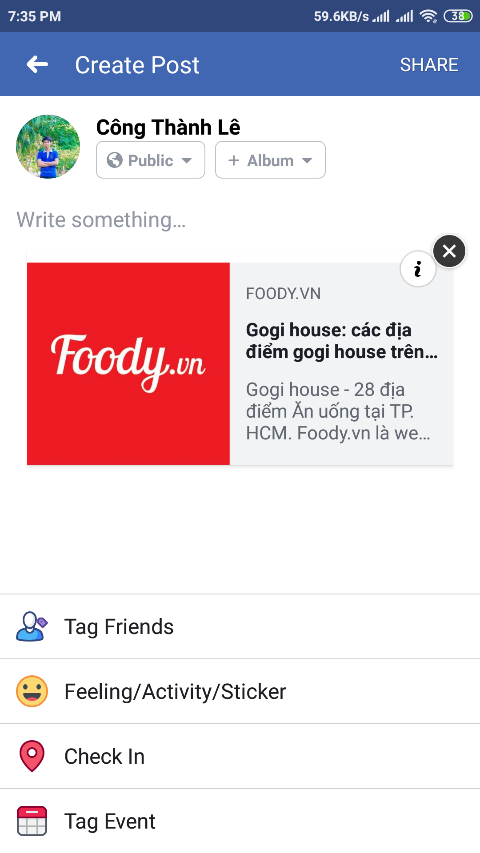 7:35 PM 59.6KB/s 38
Create Post SHARE
Công Thành Lê
Public + Album
Write something...
i
Foody.vn
FOODY.VN
Gogi house: các địa
điểm gogi house trên...
Gogi house - 28 địa
điểm Ăn uống tại TP.
HCM. Foody.vn là we...
Tag Friends
Feeling/Activity/Sticker
Check In
Tag Event